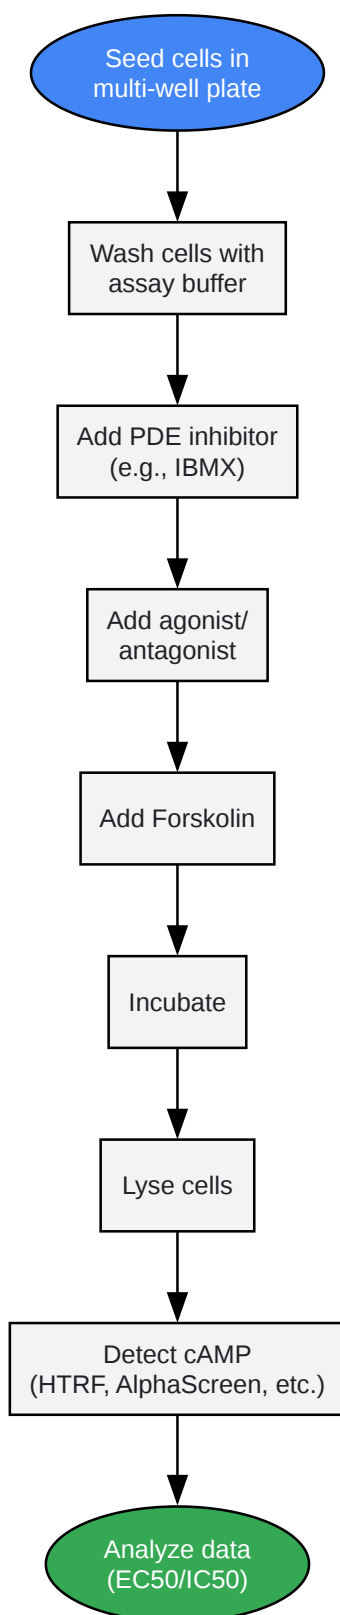 Seed cells in
multi-well plate
Wash cells with
assay buffer
Add PDE inhibitor
(e.g., IBMX)
Add agonist/
antagonist
Add Forskolin
Incubate
Lyse cells
Detect cAMP
(HTRF, AlphaScreen, etc.)
Analyze data
(EC50/IC50)